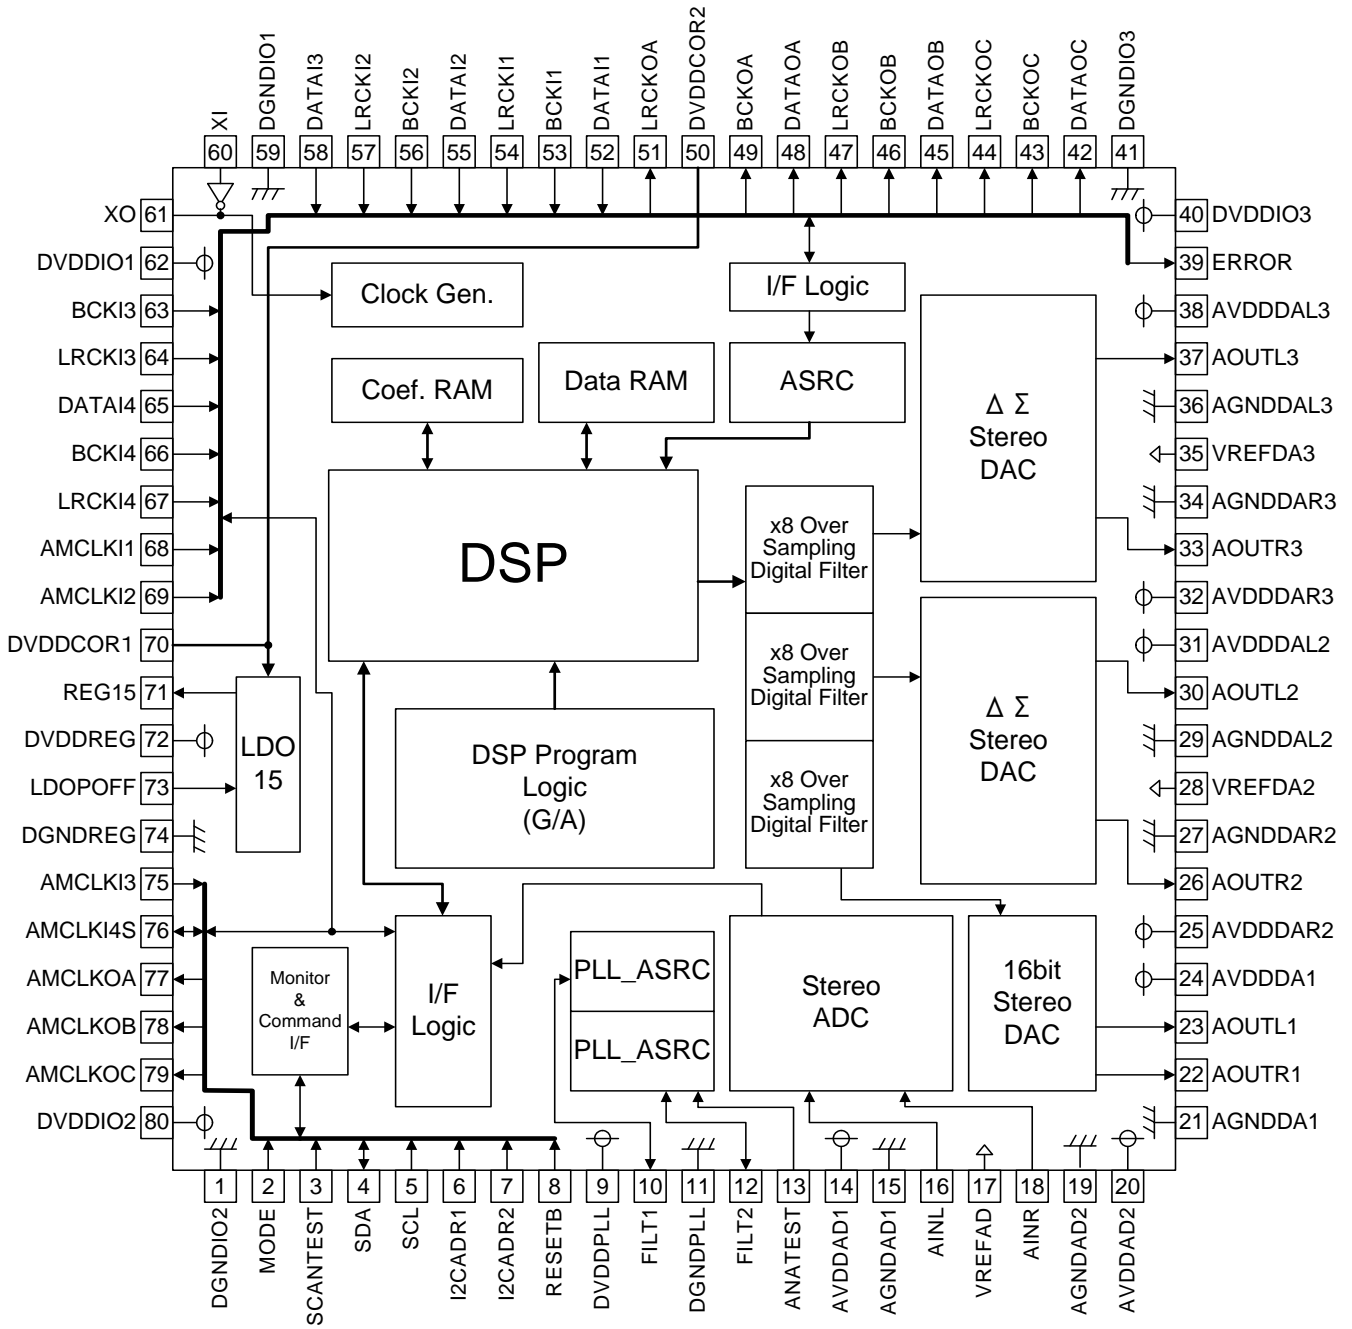 XI
DGNDIO1
DATAI3
LRCKI2
BCKI2
DATAI2
LRCKI1
BCKI1
DATAI1
LRCKOA
DVDDCOR2
BCKOA
DATAOA
LRCKOB
BCKOB
DATAOB
LRCKOC
BCKOC
DATAOC
DGNDIO3
60 59 58 57 56 55 54 53 52 51 50 49 48 47 46 45 44 43 42 41
XO 61
DVDDIO1 62
BCKI3 63
LRCKI3 64
DATAI4 65
BCKI4 66
LRCKI4 67
AMCLKI1 68
AMCLKI2 69
DVDDCOR1 70
REG15 71
DVDDREG 72
LDOPOFF 73
DGNDREG 74
AMCLKI3 75
AMCLKI4S 76
AMCLKOA 77
AMCLKOB 78
AMCLKOC 79
DVDDIO2 80
Clock Gen.
I/F Logic
Coef. RAM
Data RAM
ASRC
Δ Σ
Stereo
DAC
DSP
x8 Over
Sampling
Digital Filter
x8 Over
Sampling
Digital Filter
x8 Over
Sampling
Digital Filter
Δ Σ
Stereo
DAC
LDO
15
DSP Program
Logic
(G/A)
Monitor
&
Command
I/F
I/F
Logic
PLL_ASRC
PLL_ASRC
Stereo
ADC
16bit
Stereo
DAC
40 DVDDIO3
39 ERROR
38 AVDDDAL3
37 AOUTL3
36 AGNDDAL3
35 VREFDA3
34 AGNDDAR3
33 AOUTR3
32 AVDDDAR3
31 AVDDDAL2
30 AOUTL2
29 AGNDDAL2
28 VREFDA2
27 AGNDDAR2
26 AOUTR2
25 AVDDDAR2
24 AVDDDA1
23 AOUTL1
22 AOUTR1
21 AGNDDA1
1 2 3 4 5 6 7 8 9 10 11 12 13 14 15 16 17 18 19 20
DGNDIO2
MODE
SCANTEST
SDA
SCL
I2CADR1
I2CADR2
RESETB
DVDDPLL
FILT1
DGNDPLL
FILT2
ANATEST
AVDDAD1
AGNDAD1
AINL
VREFAD
AINR
AGNDAD2
AVDDAD2